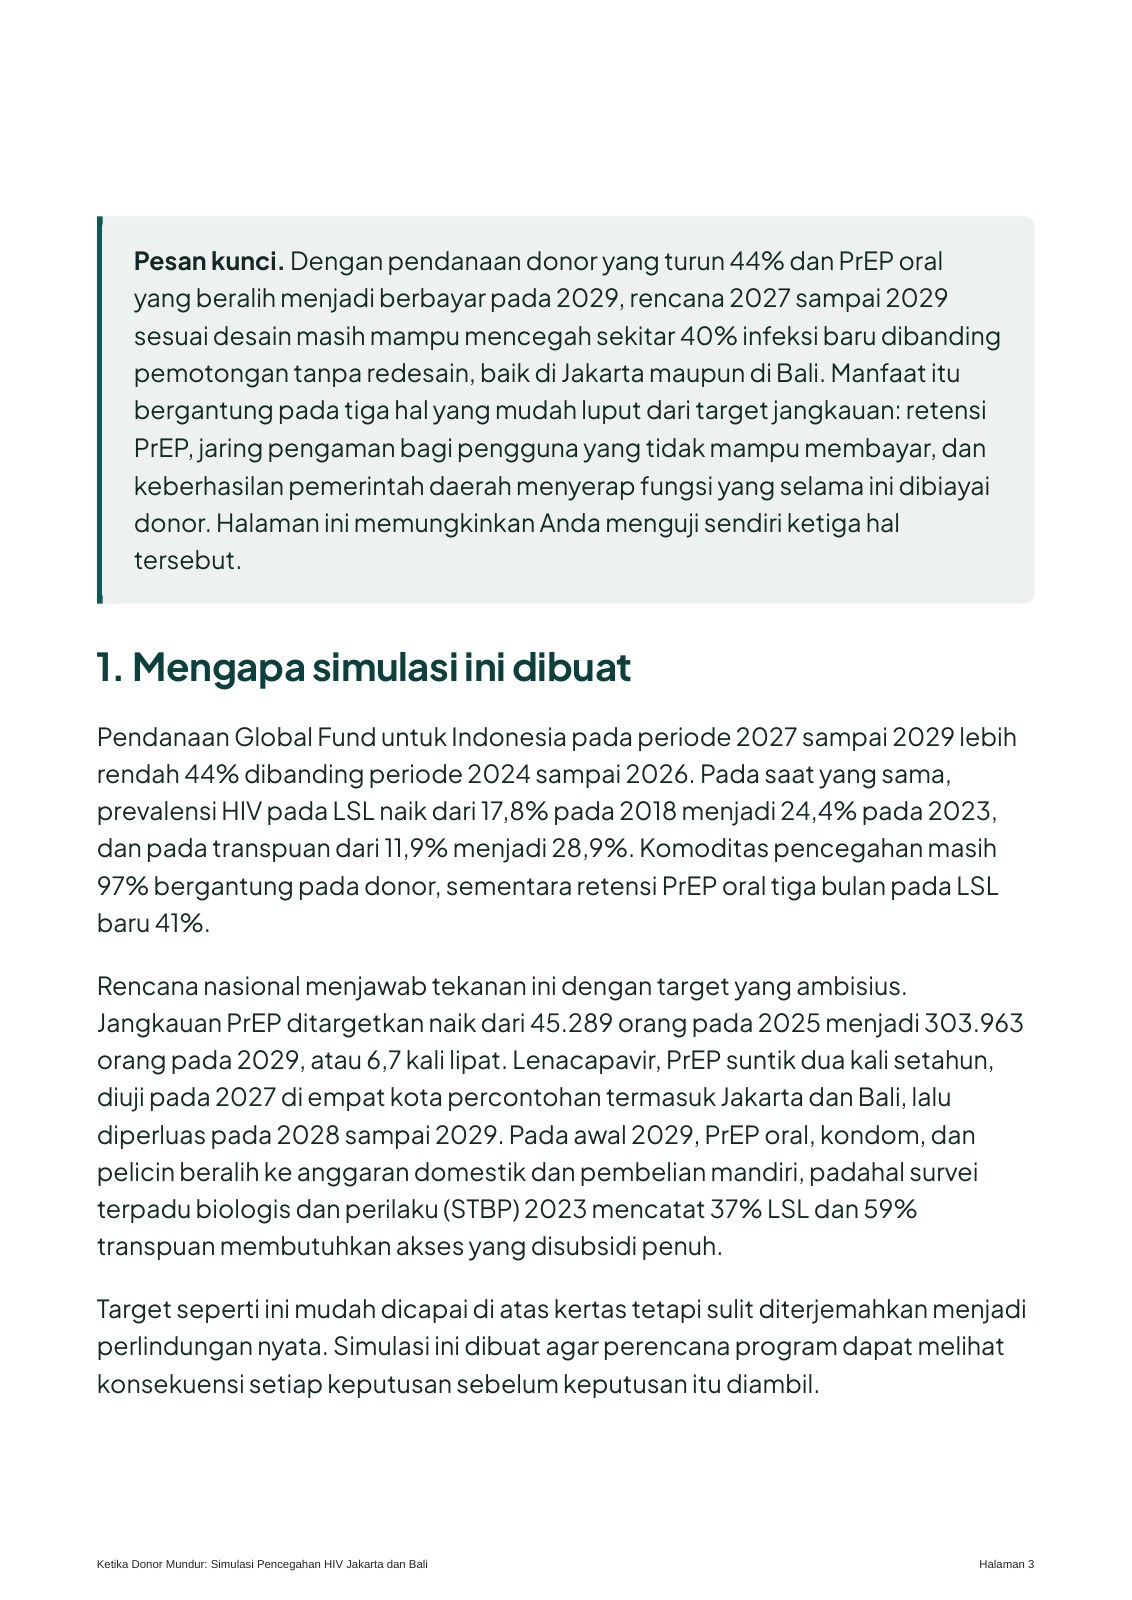 Pesan kunci. Dengan pendanaan donor yang turun 44% dan PrEP oral
yang beralih menjadi berbayar pada 2029, rencana 2027 sampai 2029
sesuai desain masih mampu mencegah sekitar 40% infeksi baru dibanding
pemotongan tanpa redesain, baik di Jakarta maupun di Bali. Manfaat itu
bergantung pada tiga hal yang mudah luput dari target jangkauan: retensi
PrEP, jaring pengaman bagi pengguna yang tidak mampu membayar, dan
keberhasilan pemerintah daerah menyerap fungsi yang selama ini dibiayai
donor. Halaman ini memungkinkan Anda menguji sendiri ketiga hal
tersebut.
1. Mengapa simulasi ini dibuat
Pendanaan Global Fund untuk Indonesia pada periode 2027 sampai 2029 lebih
rendah 44% dibanding periode 2024 sampai 2026. Pada saat yang sama,
prevalensi HIV pada LSL naik dari 17,8% pada 2018 menjadi 24,4% pada 2023,
dan pada transpuan dari 11,9% menjadi 28,9%. Komoditas pencegahan masih
97% bergantung pada donor, sementara retensi PrEP oral tiga bulan pada LSL
baru 41%.
Rencana nasional menjawab tekanan ini dengan target yang ambisius.
Jangkauan PrEP ditargetkan naik dari 45.289 orang pada 2025 menjadi 303.963
orang pada 2029, atau 6,7 kali lipat. Lenacapavir, PrEP suntik dua kali setahun,
diuji pada 2027 di empat kota percontohan termasuk Jakarta dan Bali, lalu
diperluas pada 2028 sampai 2029. Pada awal 2029, PrEP oral, kondom, dan
pelicin beralih ke anggaran domestik dan pembelian mandiri, padahal survei
terpadu biologis dan perilaku (STBP) 2023 mencatat 37% LSL dan 59%
transpuan membutuhkan akses yang disubsidi penuh.
Target seperti ini mudah dicapai di atas kertas tetapi sulit diterjemahkan menjadi
perlindungan nyata. Simulasi ini dibuat agar perencana program dapat melihat
konsekuensi setiap keputusan sebelum keputusan itu diambil.
Ketika Donor Mundur: Simulasi Pencegahan HIV Jakarta dan Bali
Halaman 3